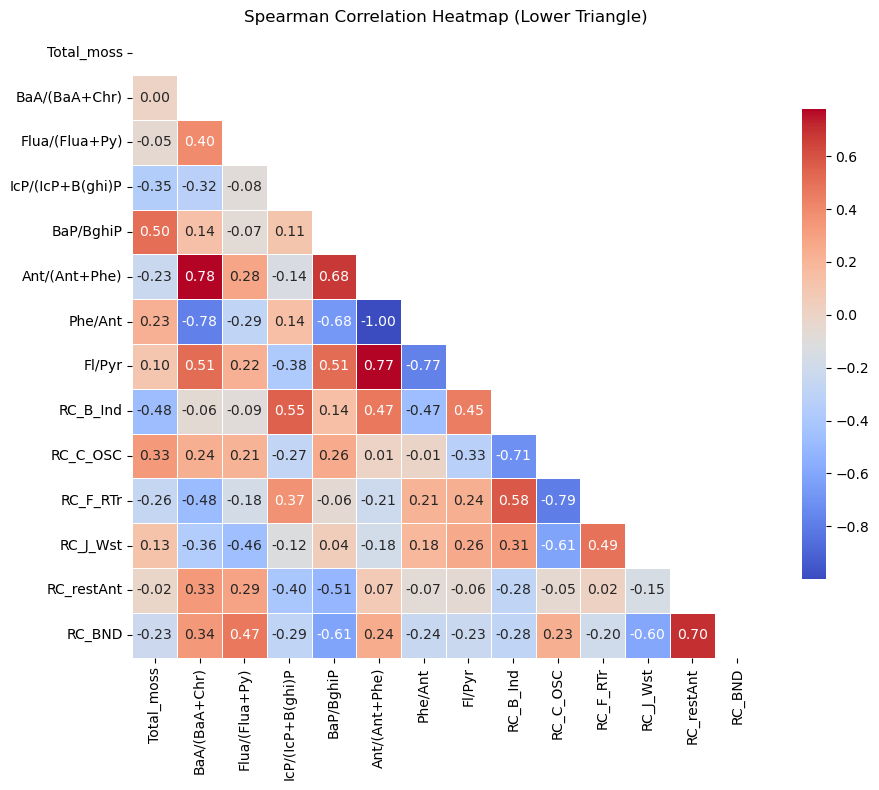 Spearman Correlation Heatmap (Lower Triangle)
Total_moss
BaA/(BaA+Chr) 0.00
Flua/(Flua+Py) -0.05 0.40
IcP/(IcP+B(ghi)P -0.35 -0.32 -0.08
BaP/BghiP 0.50 0.14 -0.07 0.11
Ant/(Ant+Phe) -0.23 0.78 0.28 -0.14 0.68
Phe/Ant 0.23 -0.78 -0.29 0.14 -0.68 -1.00
Fl/Pyr 0.10 0.51 0.22 -0.38 0.51 0.77 -0.77
RC_B_Ind -0.48 -0.06 -0.09 0.55 0.14 0.47 -0.47 0.45
RC_C_OSC 0.33 0.24 0.21 -0.27 0.26 0.01 -0.01 -0.33 -0.71
RC_F_RTr -0.26 -0.48 -0.18 0.37 -0.06 -0.21 0.21 0.24 0.58 -0.79
RC_J_Wst 0.13 -0.36 -0.46 -0.12 0.04 -0.18 0.18 0.26 0.31 -0.61 0.49
RC_restAnt -0.02 0.33 0.29 -0.40 -0.51 0.07 -0.07 -0.06 -0.28 -0.05 0.02 -0.15
RC_BND -0.23 0.34 0.47 -0.29 -0.61 0.24 -0.24 -0.23 -0.28 0.23 -0.20 -0.60 0.70
Total_moss
BaA/(BaA+Chr)
Flua/(Flua+Py)
IcP/(IcP+B(ghi)P
BaP/BghiP
Ant/(Ant+Phe)
Phe/Ant
Fl/Pyr
RC_B_Ind
RC_C_OSC
RC_F_RTr
RC_J_Wst
RC_restAnt
RC_BND
0.6
0.4
0.2
0.0
−0.2
−0.4
−0.6
−0.8